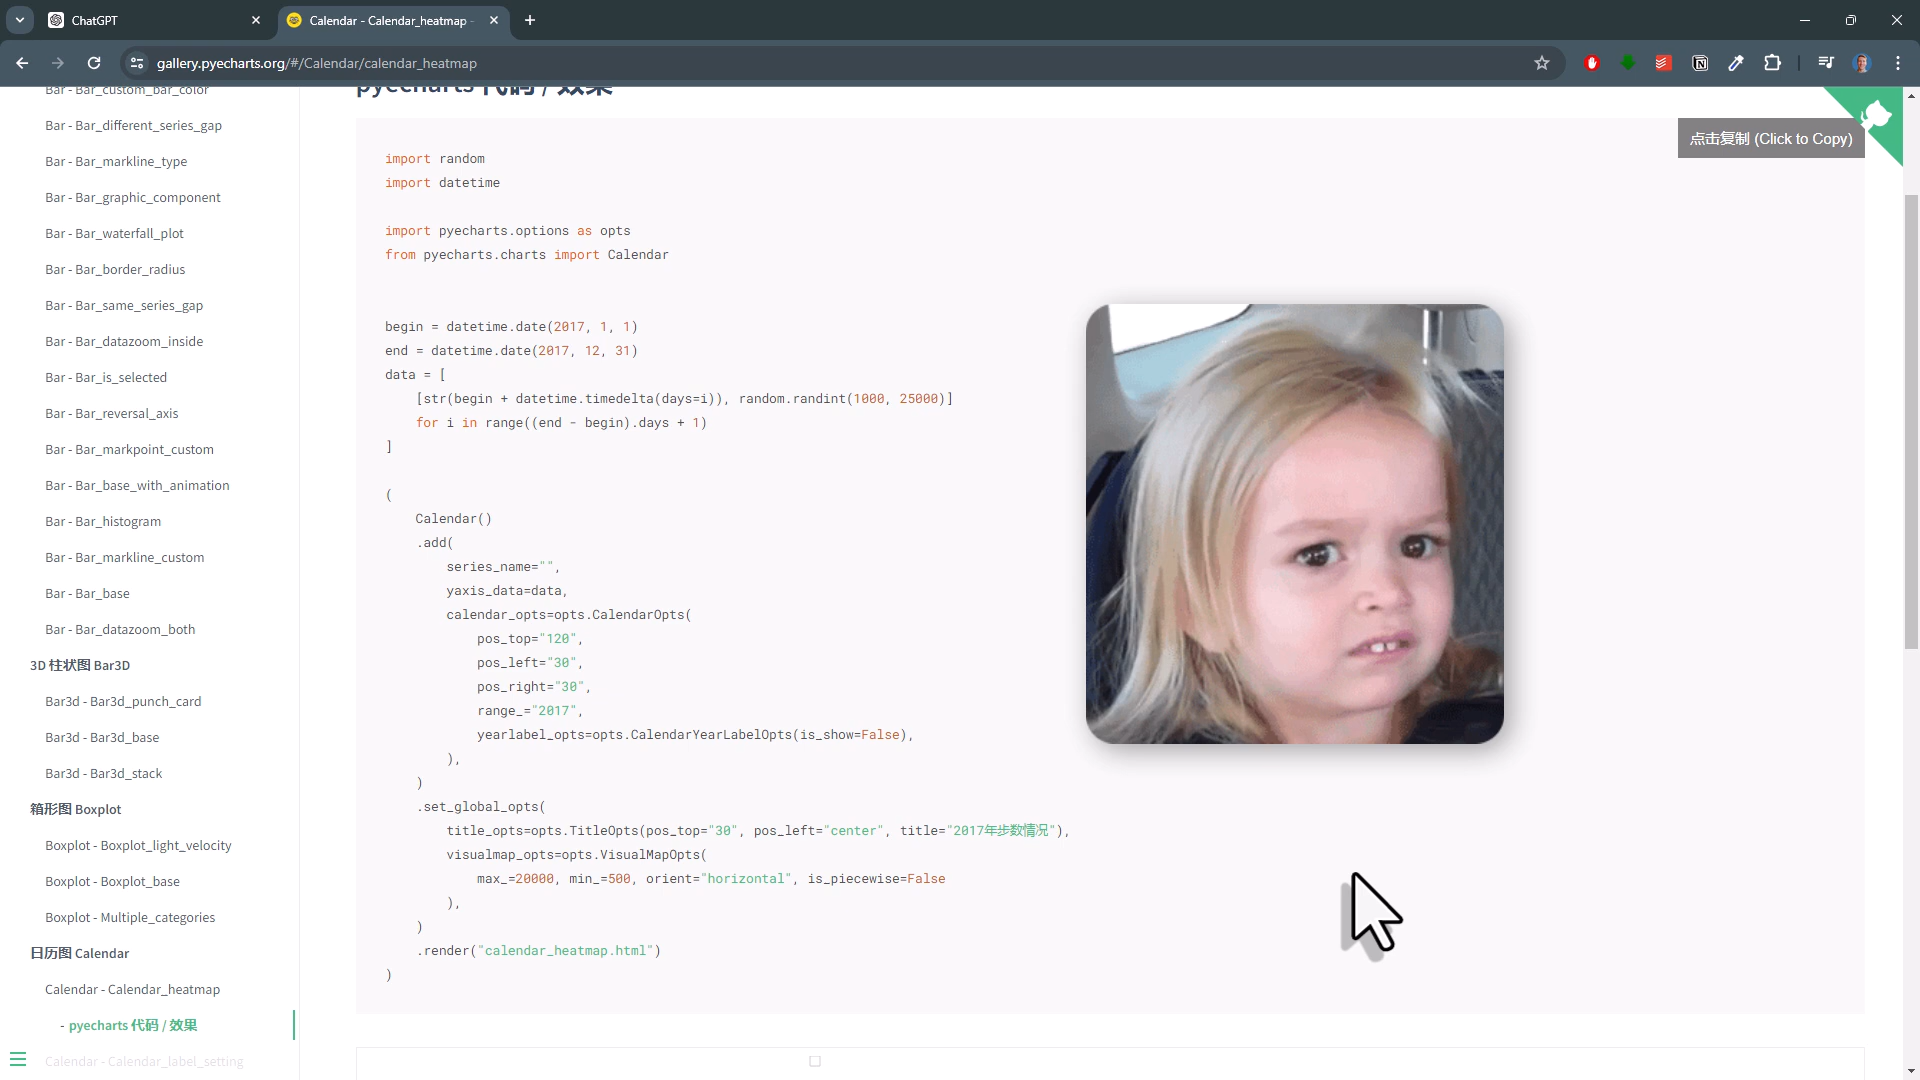 ChatGPT
Calendar - Calendar_heatmap -
gallery.pyecharts.org/#/Calendar/calendar_heatmap
Bar - Bar_custom_bar_color
Bar - Bar_different_series_gap
Bar - Bar_markline_type
Bar - Bar_graphic_component
Bar - Bar_waterfall_plot
Bar - Bar_border_radius
Bar - Bar_same_series_gap
Bar - Bar_datazoom_inside
Bar - Bar_is_selected
Bar - Bar_reversal_axis
Bar - Bar_markpoint_custom
Bar - Bar_base_with_animation
Bar - Bar_histogram
Bar - Bar_markline_custom
Bar - Bar_base
Bar - Bar_datazoom_both
3D 柱状图 Bar3D
Bar3d - Bar3d_punch_card
Bar3d - Bar3d_base
Bar3d - Bar3d_stack
箱形图 Boxplot
Boxplot - Boxplot_light_velocity
Boxplot - Boxplot_base
Boxplot - Multiple_categories
日历图 Calendar
Calendar - Calendar_heatmap
- pyecharts 代码 / 效果
Calendar - Calendar_label_setting
pyecharts 代码 / 效果
点击复制 (Click to Copy)
import random
import datetime
import pyecharts.options as opts
from pyecharts.charts import Calendar
begin = datetime.date(2017, 1, 1)
end = datetime.date(2017, 12, 31)
data = [
[str(begin + datetime.timedelta(days=i)), random.randint(1000, 25000)]
for i in range((end - begin).days + 1)
]
(
Calendar()
.add(
series_name="",
yaxis_data=data,
calendar_opts=opts.CalendarOpts(
pos_top="120",
pos_left="30",
pos_right="30",
range_="2017",
yearlabel_opts=opts.CalendarYearLabelOpts(is_show=False),
),
)
.set_global_opts(
title_opts=opts.TitleOpts(pos_top="30", pos_left="center", title="2017年步数情况"),
visualmap_opts=opts.VisualMapOpts(
max_=20000, min_=500, orient="horizontal", is_piecewise=False
),
)
.render("calendar_heatmap.html")
)